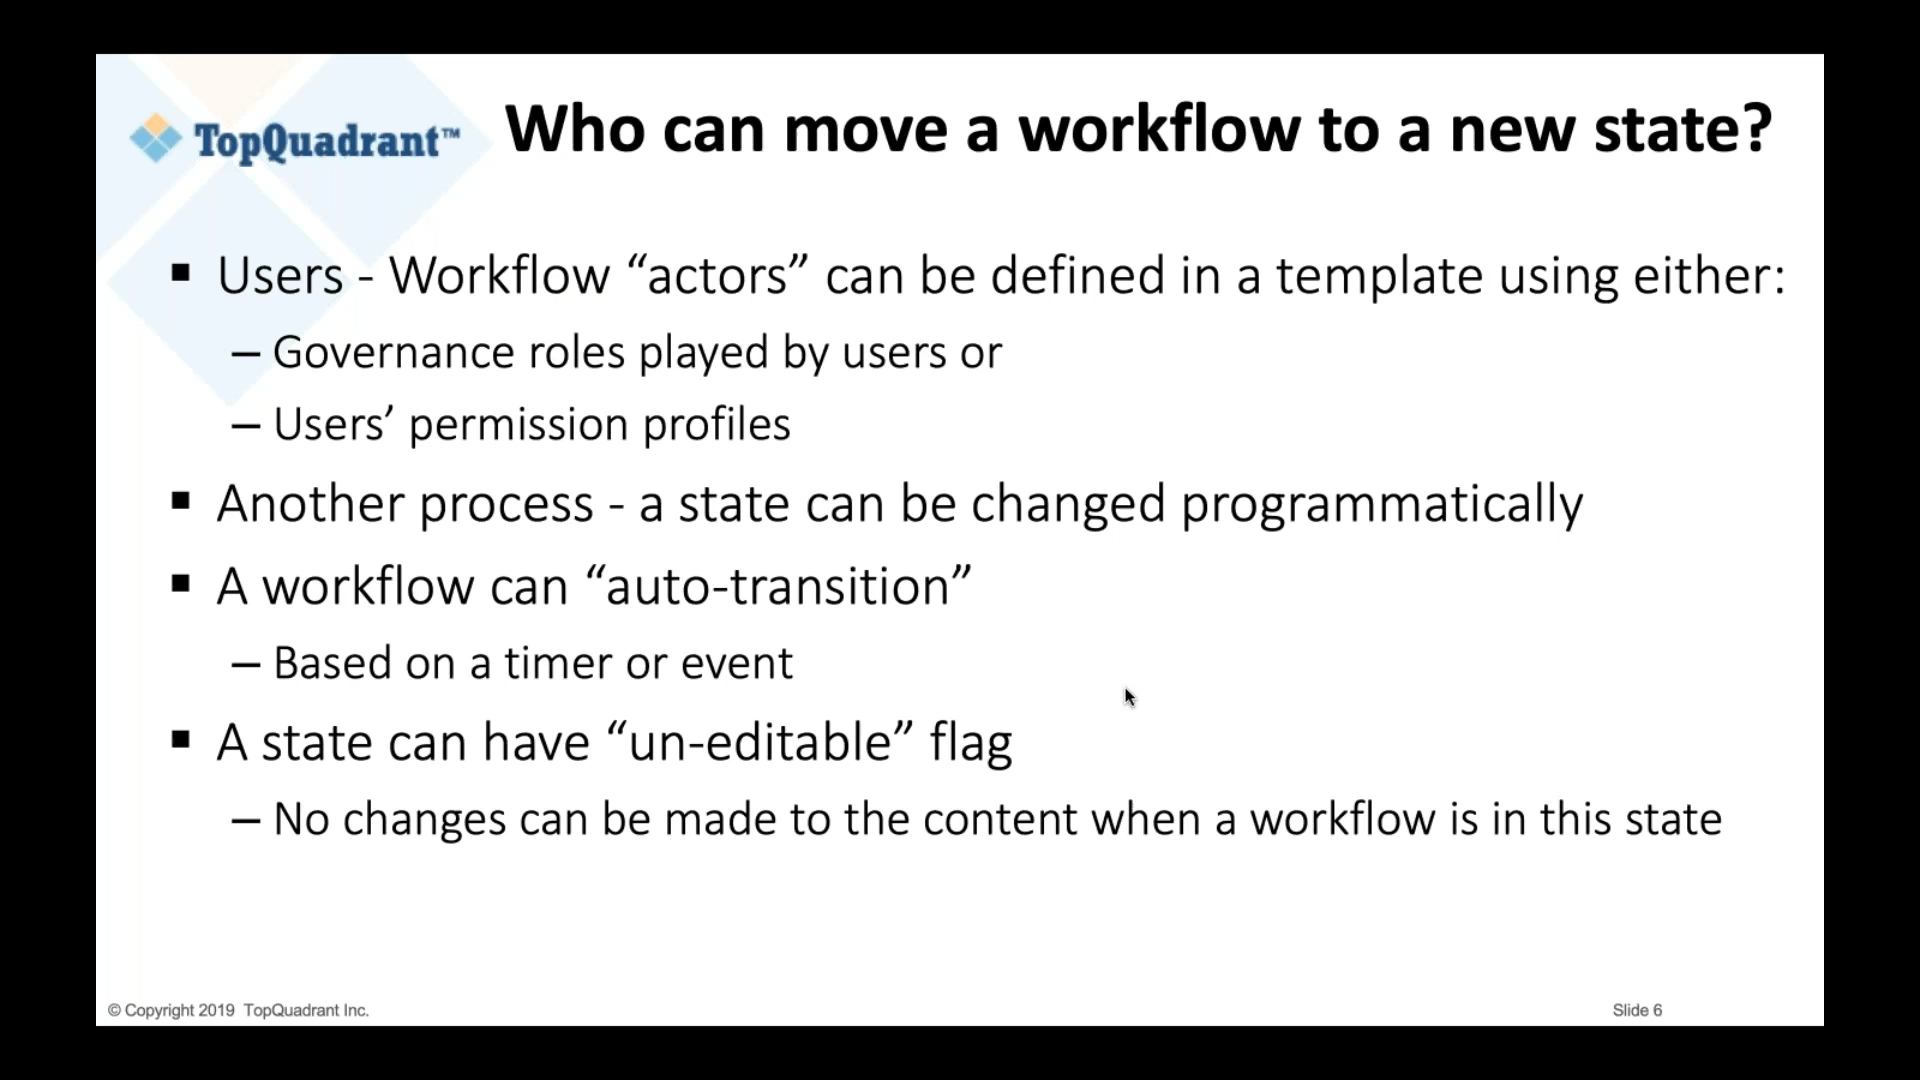 TopQuadrant™
Who can move a workflow to a new state?
▪ Users - Workflow “actors” can be defined in a template using either:
– Governance roles played by users or
– Users’ permission profiles
▪ Another process - a state can be changed programmatically
▪ A workflow can “auto-transition”
– Based on a timer or event
▪ A state can have “un-editable” flag
– No changes can be made to the content when a workflow is in this state
© Copyright 2019 TopQuadrant Inc.
Slide 6